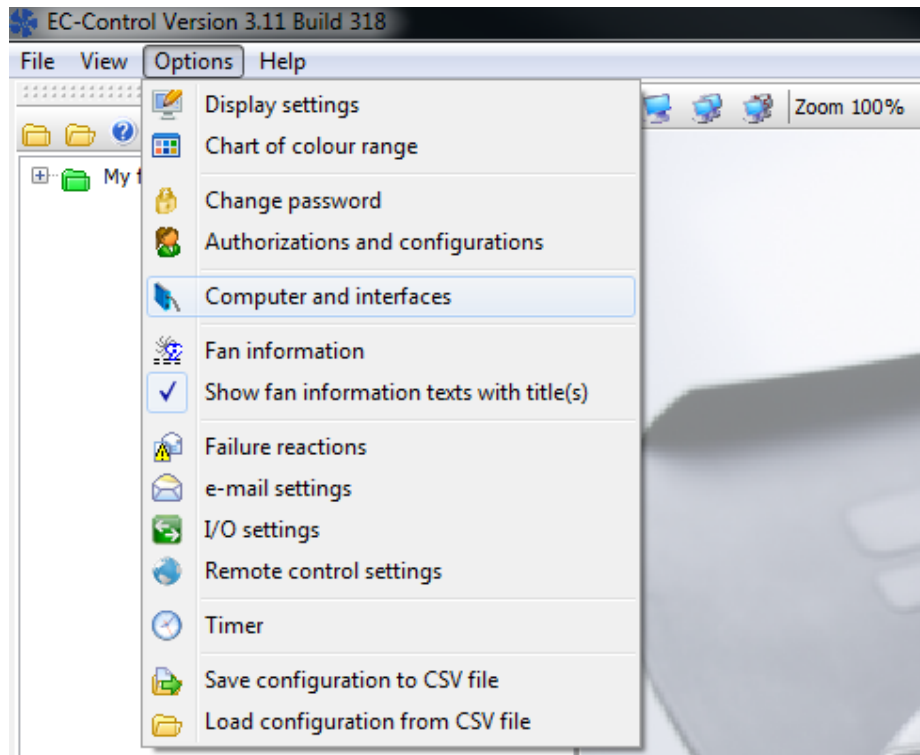 EC-Control Version 3.11 Build 318
File View Options Help
Zoom 100%
My
Display settings
Chart of colour range
Change password
Authorizations and configurations
Computer and interfaces
Fan information
Show fan information texts with title(s)
Failure reactions
e-mail settings
I/O settings
Remote control settings
Timer
Save configuration to CSV file
Load configuration from CSV file